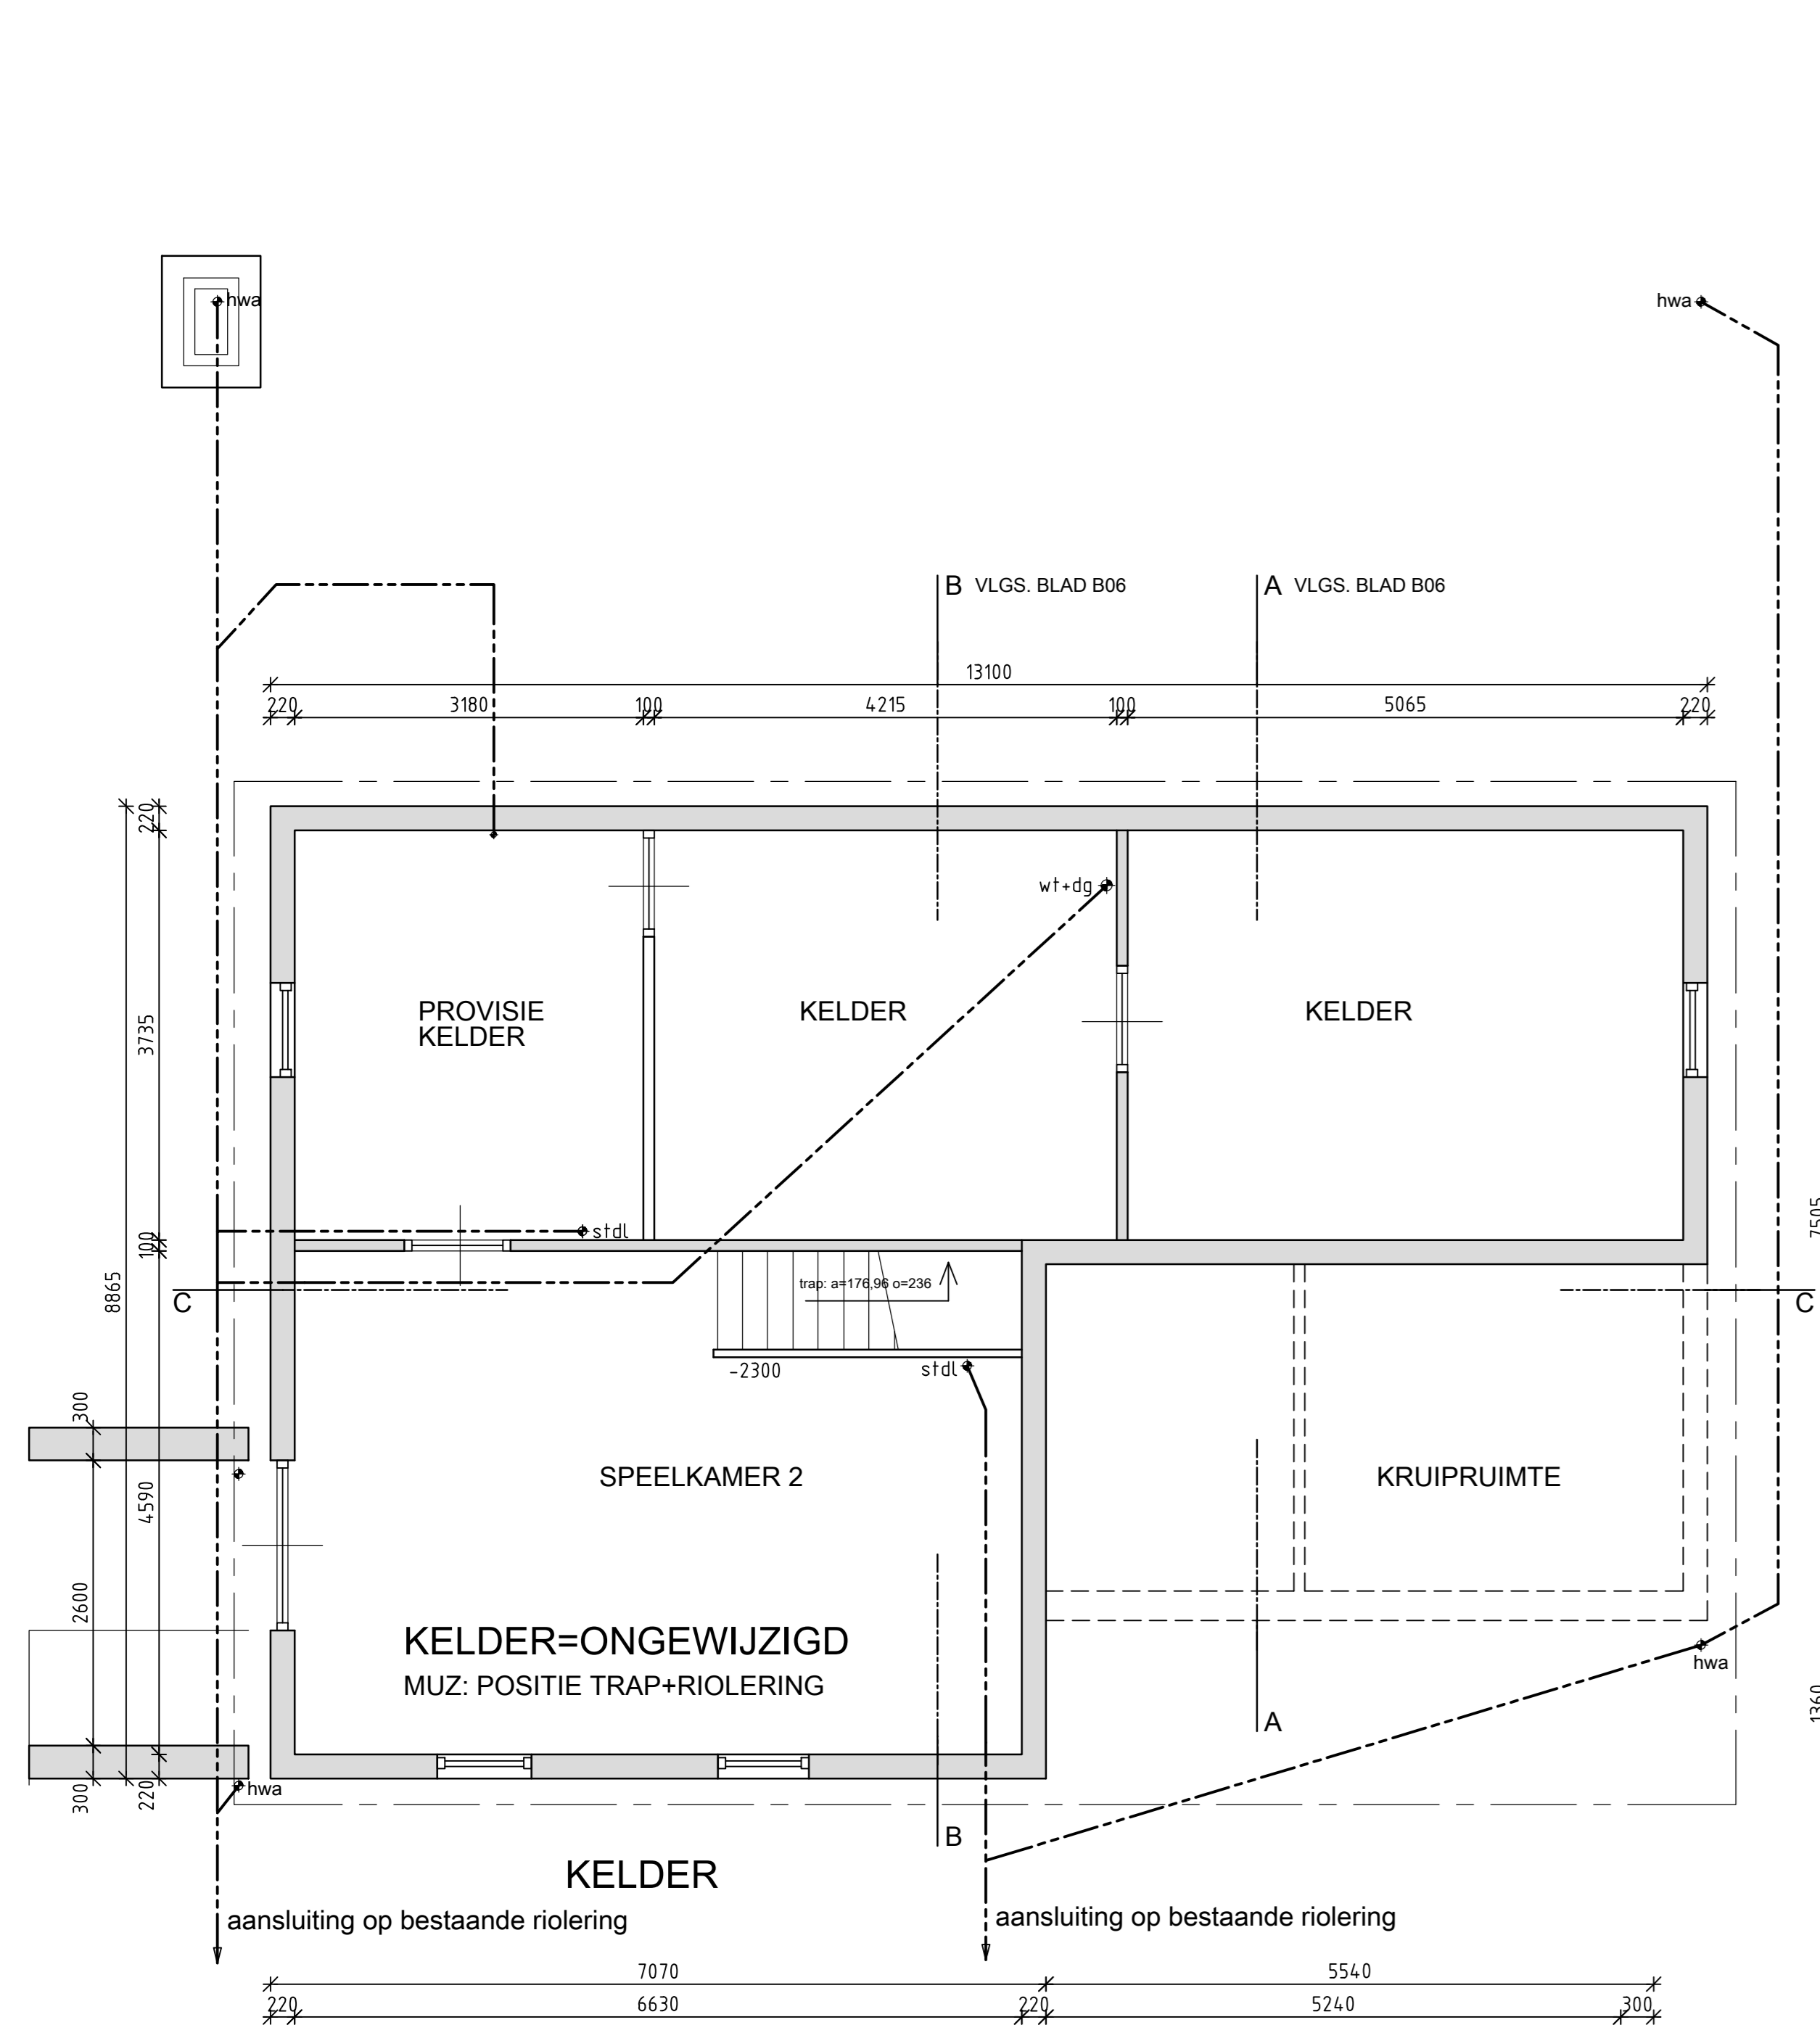 hwa
hwa
B VLGS. BLAD B06
A VLGS. BLAD B06
13100
220 3180 100 4215 100 5065 220
220
wt+dg
PROVISIE
KELDER
KELDER
KELDER
3735
7505
100
stdl
8865
trap: a=176,96 o=236
C
C
-2300
stdl
300
SPEELKAMER 2
KRUIPRUIMTE
4590
2600
KELDER=ONGEWIJZIGD
MUZ: POSITIE TRAP+RIOLERING
hwa
1360
A
300
220
hwa
B
KELDER
aansluiting op bestaande riolering
aansluiting op bestaande riolering
7070 5540
220 6630 220 5240 300